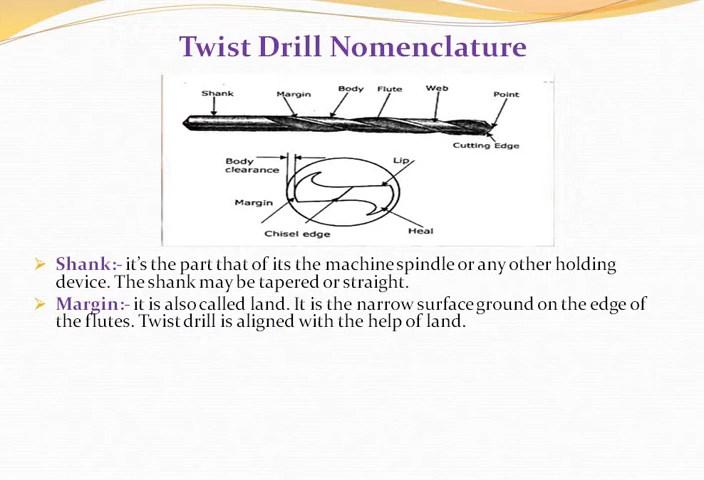 Twist Drill Nomenclature
Shank
Margin
Body
Flute
Web
Point
Cutting Edge
Body
clearance
Lip
Margin
Chisel edge
Heal
Shank:- it's the part that of its the machine spindle or any other holding
device. The shank may be tapered or straight.
Margin:- it is also called land. It is the narrow surface ground on the edge of
the flutes. Twist drill is aligned with the help of land.